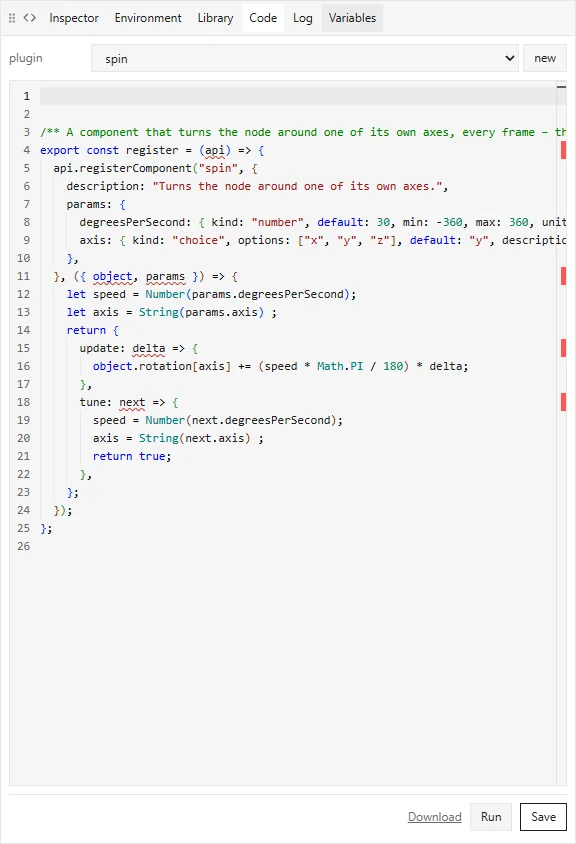 Inspector Environment Library Code Log Variables
plugin spin new
1
2
3 /** A component that turns the node around one of its own axes, every frame – th
4 export const register = (api) => {
5 api.registerComponent("spin", {
6 description: "Turns the node around one of its own axes.",
7 params: {
8 degreesPerSecond: { kind: "number", default: 30, min: -360, max: 360, unit
9 axis: { kind: "choice", options: ["x", "y", "z"], default: "y", descriptio
10 },
11 }, ({ object, params }) => {
12 let speed = Number(params.degreesPerSecond);
13 let axis = String(params.axis) ;
14 return {
15 update: delta => {
16 object.rotation[axis] += (speed * Math.PI / 180) * delta;
17 },
18 tune: next => {
19 speed = Number(next.degreesPerSecond);
20 axis = String(next.axis) ;
21 return true;
22 },
23 };
24 });
25 };
26
Download Run Save